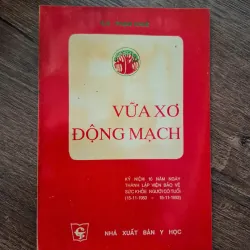 VỮA XƠ
ĐỘNG MẠCH
KỶ NIỆM 10 NĂM NGÀY
THÀNH LẬP VIỆN BẢO VỆ
SỨC KHỎE NGƯỜI CÓ TUỔI
NHÀ XUẤT BẢN Y HỌC